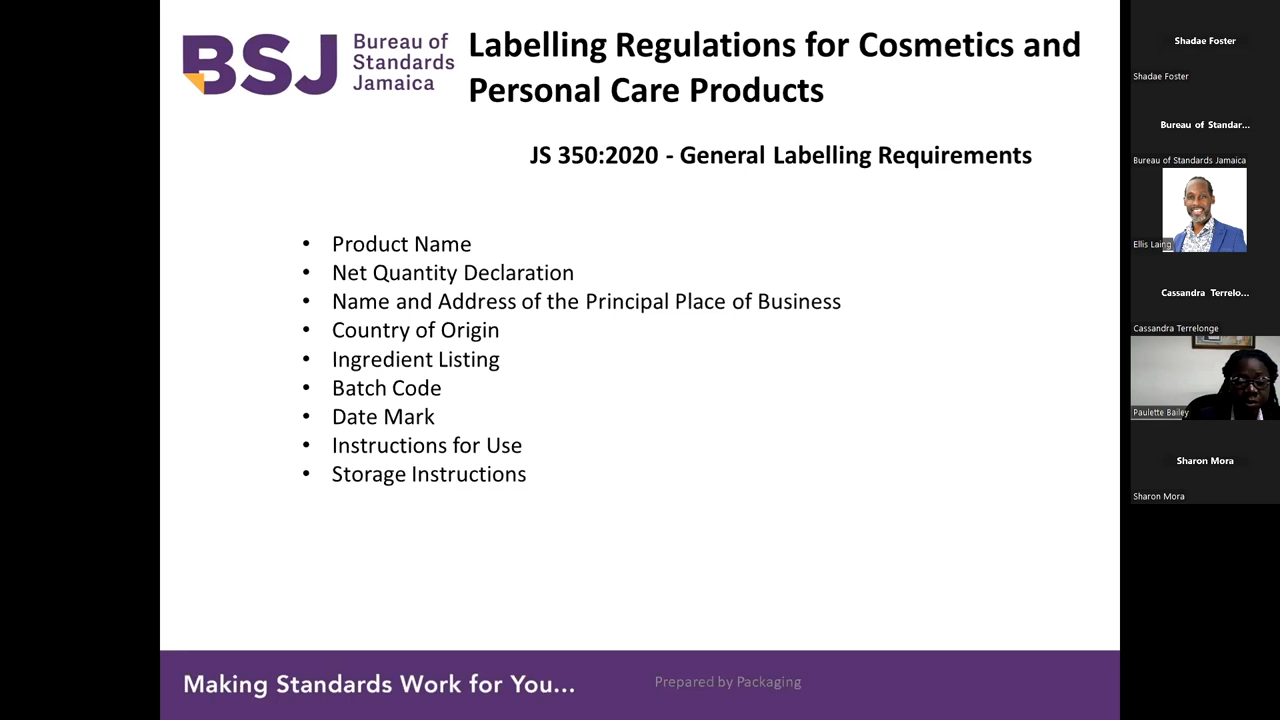 BSJ
Bureau of
Standards
Jamaica
Labelling Regulations for Cosmetics and
Personal Care Products
JS 350:2020 - General Labelling Requirements
• Product Name
• Net Quantity Declaration
• Name and Address of the Principal Place of Business
• Country of Origin
• Ingredient Listing
• Batch Code
• Date Mark
• Instructions for Use
• Storage Instructions
Making Standards Work for You...
Prepared by Packaging
Shadae Foster
Shadae Foster
Bureau of Standar...
Bureau of Standards Jamaica
Ellis Laing
Cassandra Terrelo...
Cassandra Terrelonge
Paulette Bailey
Sharon Mora
Sharon Mora